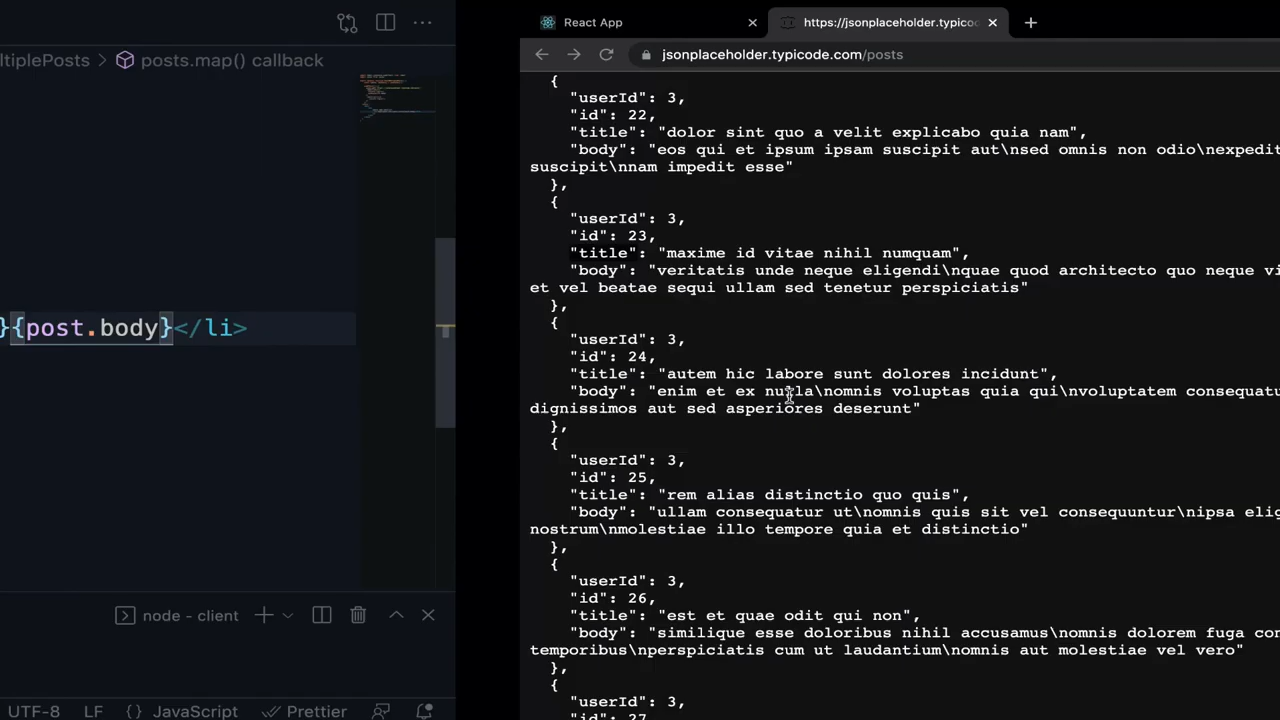 ltiplePosts > posts.map() callback
}{post.body}</li>
node - client
UTF-8 LF {} JavaScript Prettier
React App
https://jsonplaceholder.typico
jsonplaceholder.typicode.com/posts
{
"userId": 3,
"id": 22,
"title": "dolor sint quo a velit explicabo quia nam",
"body": "eos qui et ipsum ipsam suscipit aut\nsed omnis non odio\nexpedit
suscipit\nnam impedit esse"
},
{
"userId": 3,
"id": 23,
"title": "maxime id vitae nihil numquam",
"body": "veritatis unde neque eligendi\nquae quod architecto quo neque vi
et vel beatae sequi ullam sed tenetur perspiciatis"
},
{
"userId": 3,
"id": 24,
"title": "autem hic labore sunt dolores incidunt",
"body": "enim et ex nulla\nomnis voluptas quia qui\nvoluptatem consequatu
dignissimos aut sed asperiores deserunt"
},
{
"userId": 3,
"id": 25,
"title": "rem alias distinctio quo quis",
"body": "ullam consequatur ut\nomnis quis sit vel consequuntur\nipsa elig
nostrum\nmolestiae illo tempore quia et distinctio"
},
{
"userId": 3,
"id": 26,
"title": "est et quae odit qui non",
"body": "similique esse doloribus nihil accusamus\nomnis dolorem fuga con
temporibus\nperspiciatis cum ut laudantium\nomnis aut molestiae vel vero"
},
{
"userId": 3,
"id": 27,